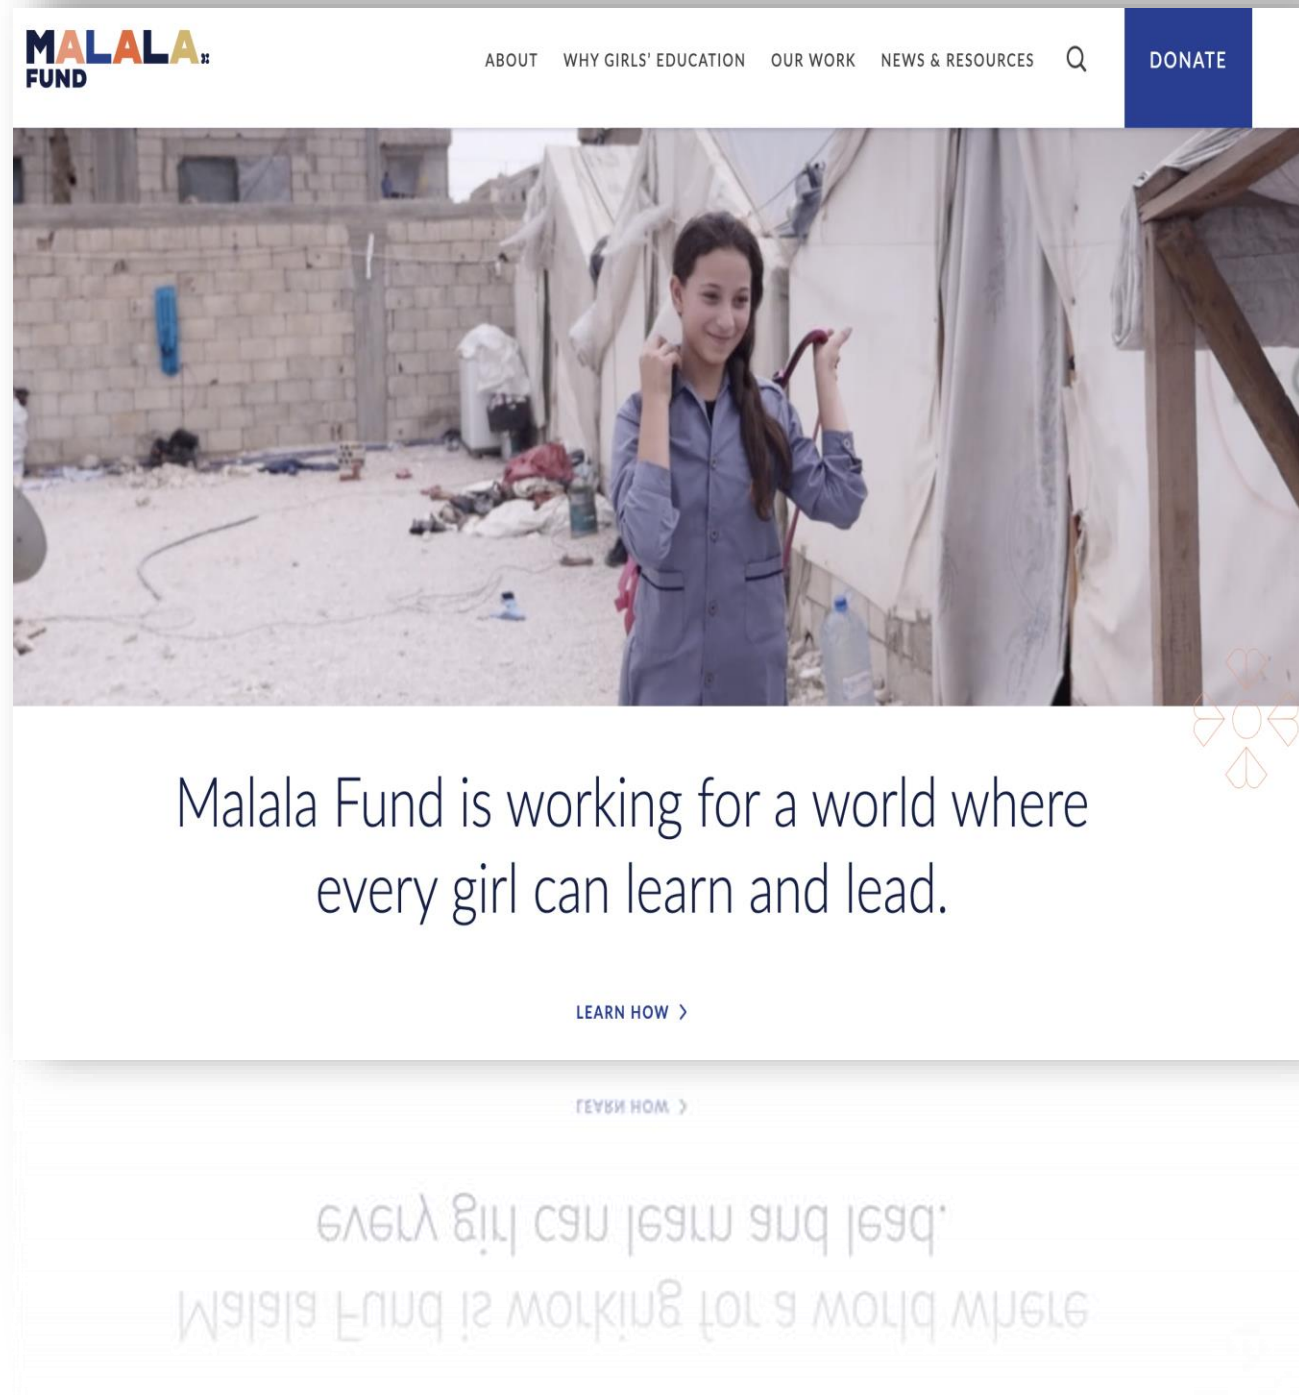 MALALA
FUND
ABOUT WHY GIRLS' EDUCATION OUR WORK NEWS & RESOURCES DONATE
Malala Fund is working for a world where
every girl can learn and lead.
LEARN HOW >
LEARN HOW >
every girl can learn and lead.
Malala Fund is working for a world where